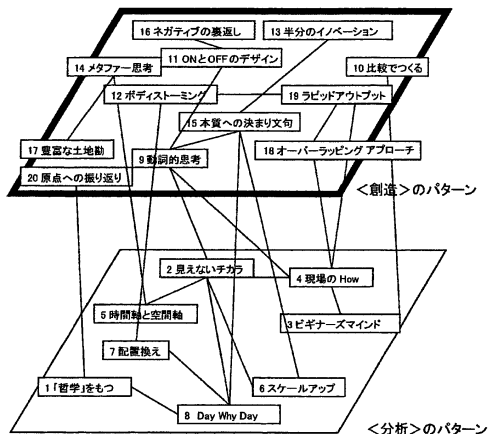 16 ネガティブの裏返し
13 半分のイノベーション
14 メタファー思考
11 ONとOFFのデザイン
10 比較でつくる
12 ボディストーミング
19 ラピッドアウトプット
15 本質への決まり文句
17 豊富な土地勘
9 動詞的思考
18 オーバーラッピング アプローチ
20 原点への振り返り
<創造>のパターン
2 見えないチカラ
4 現場の How
5 時間軸と空間軸
3 ビギナーズマインド
7 配置換え
1 「哲学」をもつ
6 スケールアップ
8 Day Why Day
<分析>のパターン